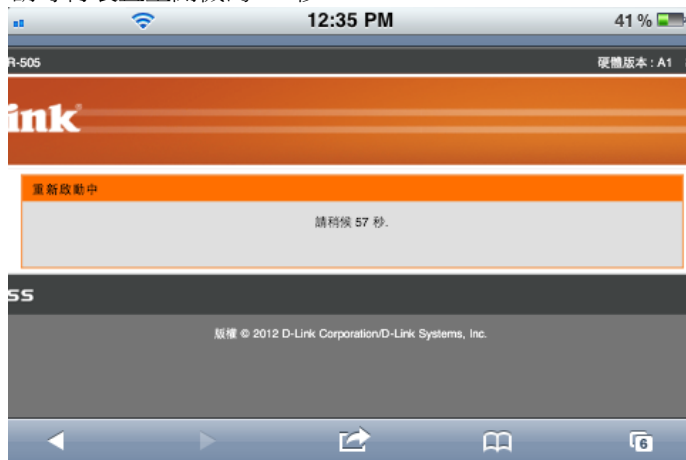 12:35 PM
41 %
R-505
硬體版本 : A1
ink
重新啟動中
請稍候 57 秒.
SS
版權 © 2012 D-Link Corporation/D-Link Systems, Inc.
6